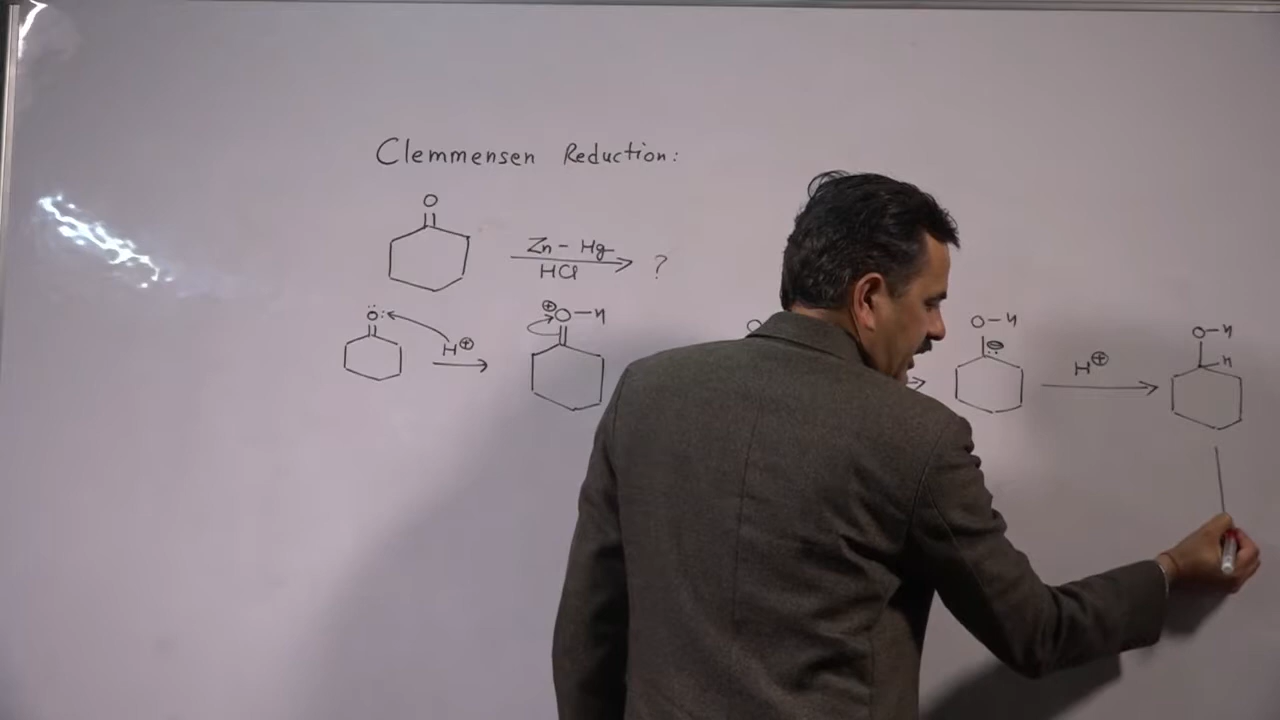 Clemmensen Reduction:
O
Zn - Hg
HCl
?
:O:
H⊕
⊕O-H
O
O-H
⊖:
H⊕
O-H
H